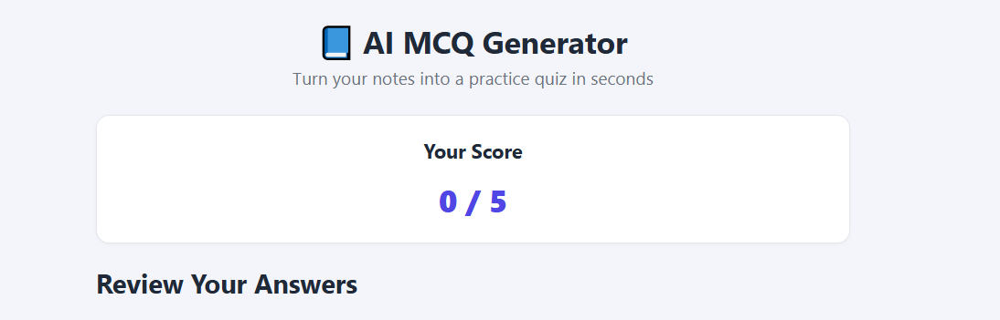 AI MCQ Generator
Turn your notes into a practice quiz in seconds
Your Score
0 / 5
Review Your Answers